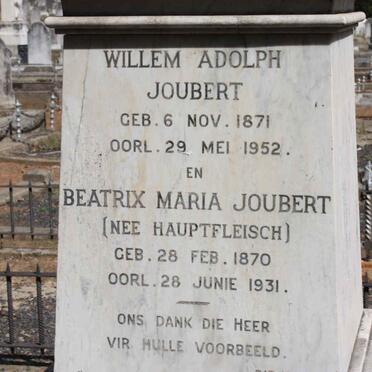 WILLEM ADOLPH
JOUBERT
GEB. 6 NOV. 1871
OORL. 29 MEI 1952.
EN
BEATRIX MARIA JOUBERT
(NEE HAUPTFLEISCH)
GEB. 28 FEB. 1870
OORL. 28 JUNIE 1931.
ONS DANK DIE HEER
VIR HULLE VOORBEELD.